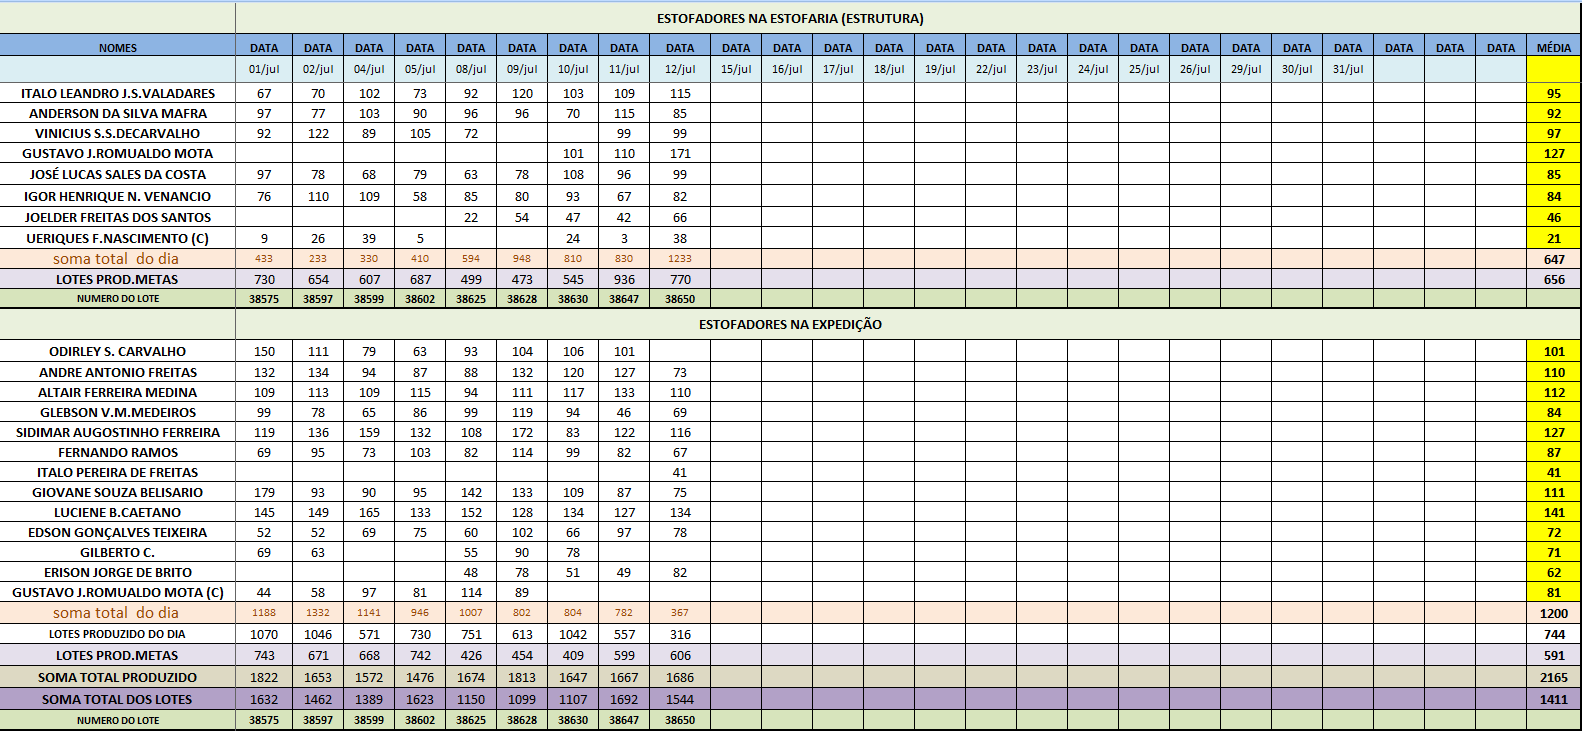 ESTOFADORES NA ESTOFARIA (ESTRUTURA)
NOMES DATA DATA DATA DATA DATA DATA DATA DATA DATA DATA DATA DATA DATA DATA DATA DATA DATA DATA DATA DATA DATA DATA DATA DATA DATA MÉDIA
01/jul 02/jul 04/jul 05/jul 08/jul 09/jul 10/jul 11/jul 12/jul 15/jul 16/jul 17/jul 18/jul 19/jul 22/jul 23/jul 24/jul 25/jul 26/jul 29/jul 30/jul 31/jul
ITALO LEANDRO J.S.VALADARES 67 70 102 73 92 120 103 109 115 95
ANDERSON DA SILVA MAFRA 97 77 103 90 96 96 70 115 85 92
VINICIUS S.S.DECARVALHO 92 122 89 105 72 99 99 97
GUSTAVO J.ROMUALDO MOTA 101 110 171 127
JOSÉ LUCAS SALES DA COSTA 97 78 68 79 63 78 108 96 99 85
IGOR HENRIQUE N. VENANCIO 76 110 109 58 85 80 93 67 82 84
JOELDER FREITAS DOS SANTOS 22 54 47 42 66 46
UERIQUES F.NASCIMENTO (C) 9 26 39 5 24 3 38 21
soma total do dia 433 233 330 410 594 948 810 830 1233 647
LOTES PROD.METAS 730 654 607 687 499 473 545 936 770 656
NUMERO DO LOTE 38575 38597 38599 38602 38625 38628 38630 38647 38650
ESTOFADORES NA EXPEDIÇÃO
ODIRLEY S. CARVALHO 150 111 79 63 93 104 106 101 101
ANDRE ANTONIO FREITAS 132 134 94 87 88 132 120 127 73 110
ALTAIR FERREIRA MEDINA 109 113 109 115 94 111 117 133 110 112
GLEBSON V.M.MEDEIROS 99 78 65 86 99 119 94 46 69 84
SIDIMAR AUGOSTINHO FERREIRA 119 136 159 132 108 172 83 122 116 127
FERNANDO RAMOS 69 95 73 103 82 114 99 82 67 87
ITALO PEREIRA DE FREITAS 41 41
GIOVANE SOUZA BELISARIO 179 93 90 95 142 133 109 87 75 111
LUCIENE B.CAETANO 145 149 165 133 152 128 134 127 134 141
EDSON GONÇALVES TEIXEIRA 52 52 69 75 60 102 66 97 78 72
GILBERTO C. 69 63 55 90 78 71
ERISON JORGE DE BRITO 48 78 51 49 82 62
GUSTAVO J.ROMUALDO MOTA (C) 44 58 97 81 114 89 81
soma total do dia 1188 1332 1141 946 1007 802 804 782 367 1200
LOTES PRODUZIDO DO DIA 1070 1046 571 730 751 613 1042 557 316 744
LOTES PROD.METAS 743 671 668 742 426 454 409 599 606 591
SOMA TOTAL PRODUZIDO 1822 1653 1572 1476 1674 1813 1647 1667 1686 2165
SOMA TOTAL DOS LOTES 1632 1462 1389 1623 1150 1099 1107 1692 1544 1411
NUMERO DO LOTE 38575 38597 38599 38602 38625 38628 38630 38647 38650